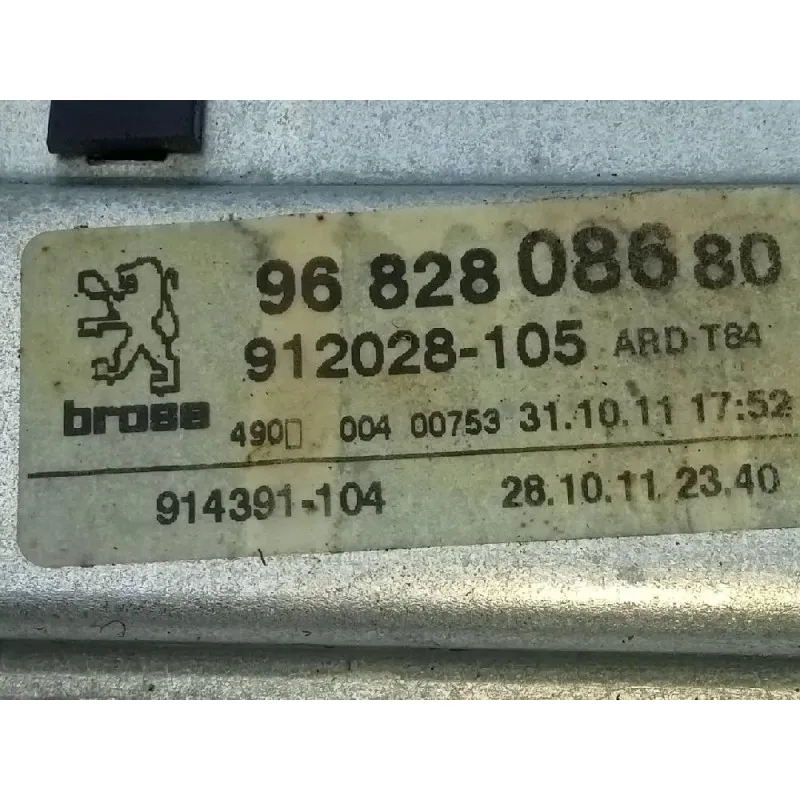 96 828 086 80
912028-105 ARD T84
brose
490▯ 004 00753 31.10.11 17:52
914391-104 28.10.11 23.40